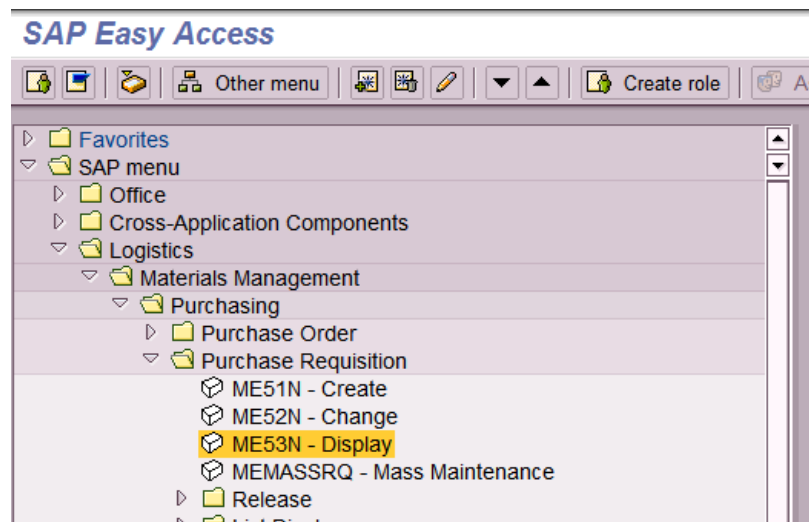 SAP Easy Access
Other menu Create role A
Favorites
SAP menu
Office
Cross-Application Components
Logistics
Materials Management
Purchasing
Purchase Order
Purchase Requisition
ME51N - Create
ME52N - Change
ME53N - Display
MEMASSRQ - Mass Maintenance
Release